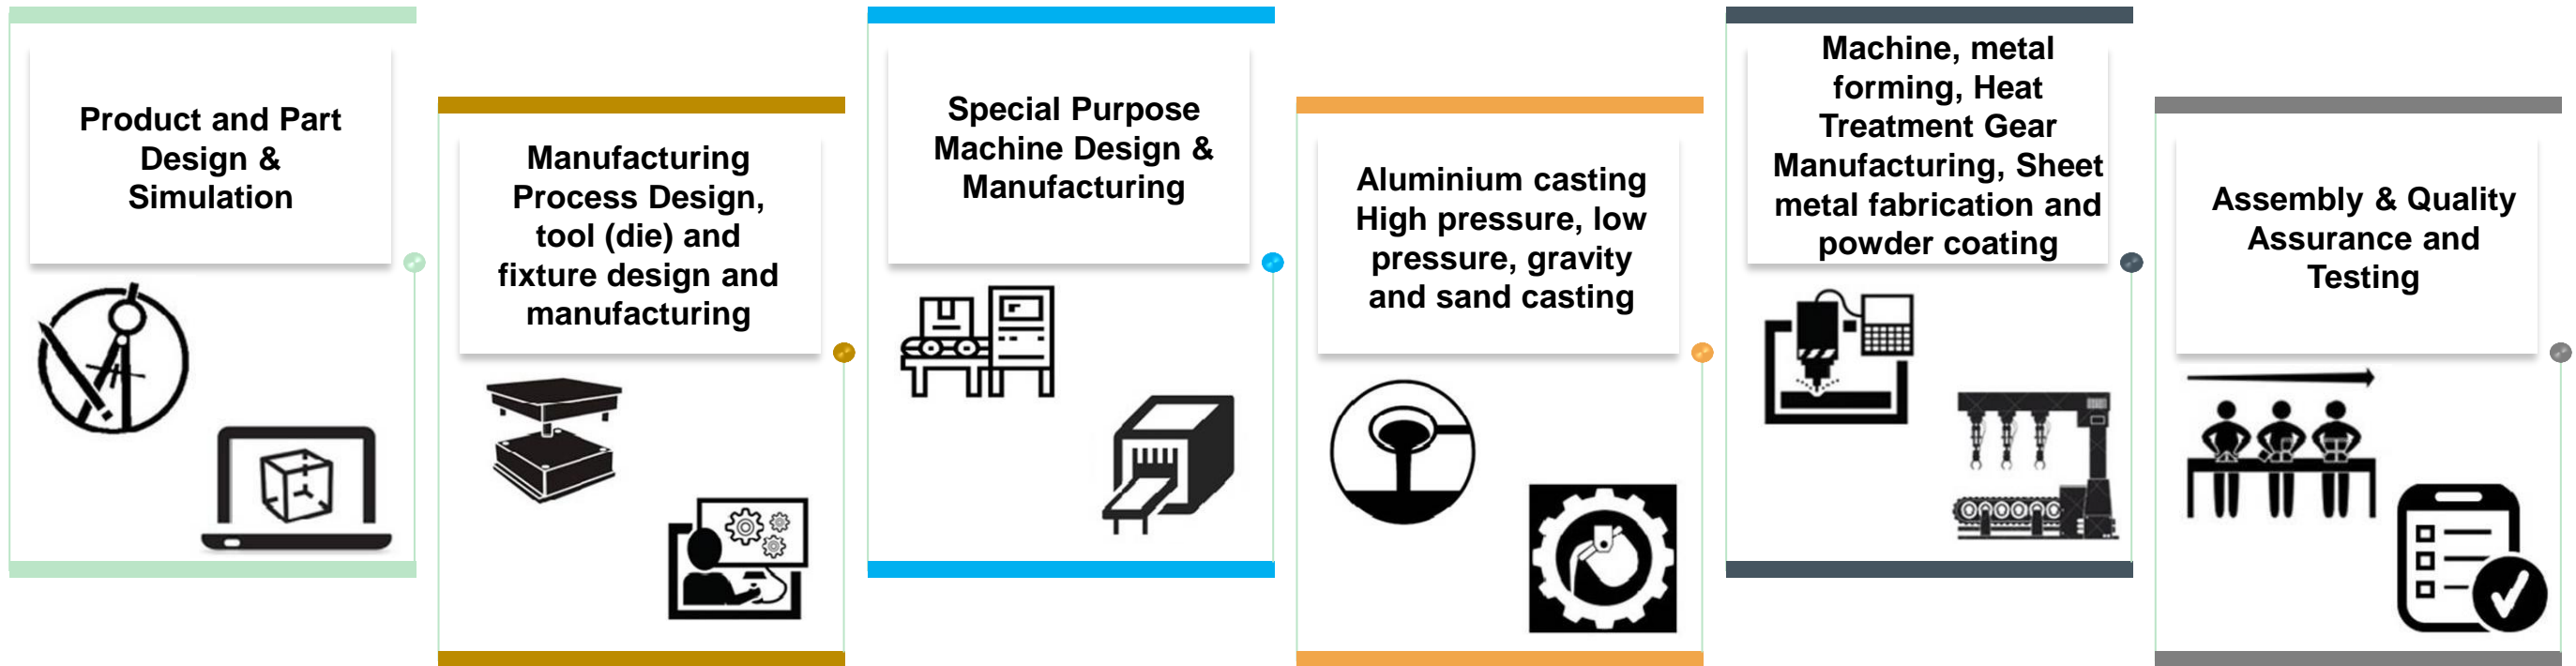 Product and Part
Design &
Simulation
Manufacturing
Process Design,
tool (die) and
fixture design and
manufacturing
Special Purpose
Machine Design &
Manufacturing
Aluminium casting
High pressure, low
pressure, gravity
and sand casting
Machine, metal
forming, Heat
Treatment Gear
Manufacturing, Sheet
metal fabrication and
powder coating
Assembly & Quality
Assurance and
Testing